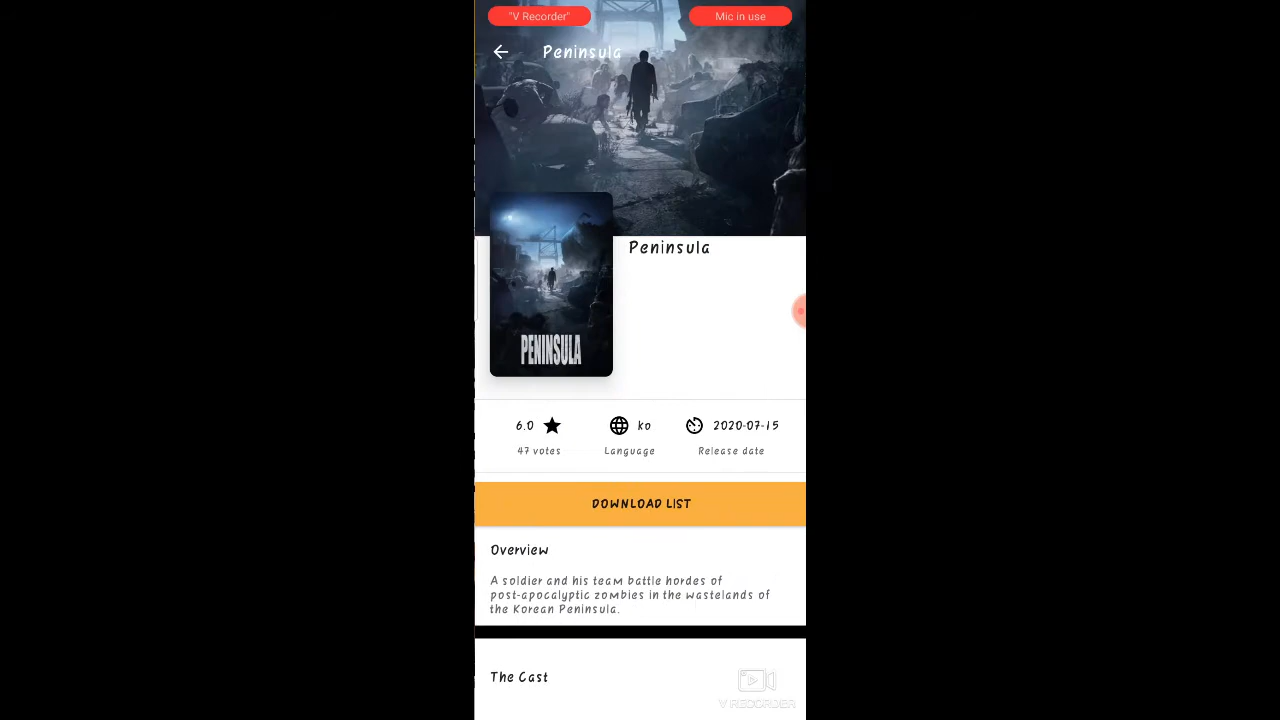 "V Recorder"
Mic in use
Peninsula
Peninsula
PENINSULA
6.0
ko
2020-07-15
47 votes
Language
Release date
DOWNLOAD LIST
Overview
A soldier and his team battle hordes of
post-apocalyptic zombies in the wastelands of
the Korean Peninsula.
The Cast
V RECORDER